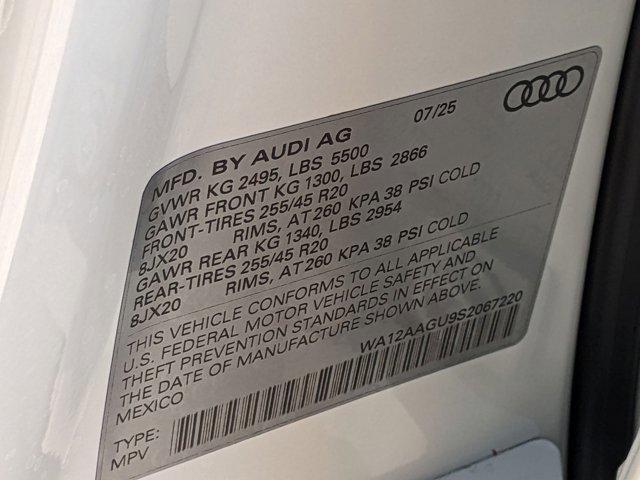 MFD. BY AUDI AG 07/25
GVWR KG 2495, LBS 5500
GAWR FRONT KG 1300, LBS 2866
FRONT-TIRES 255/45 R20
8JX20 RIMS, AT 260 KPA 38 PSI COLD
GAWR REAR KG 1340, LBS 2954
REAR-TIRES 255/45 R20
8JX20 RIMS, AT 260 KPA 38 PSI COLD
THIS VEHICLE CONFORMS TO ALL APPLICABLE
U.S. FEDERAL MOTOR VEHICLE SAFETY AND
THEFT PREVENTION STANDARDS IN EFFECT ON
THE DATE OF MANUFACTURE SHOWN ABOVE.
MEXICO WA12AAGU9S2067220
TYPE:
MPV